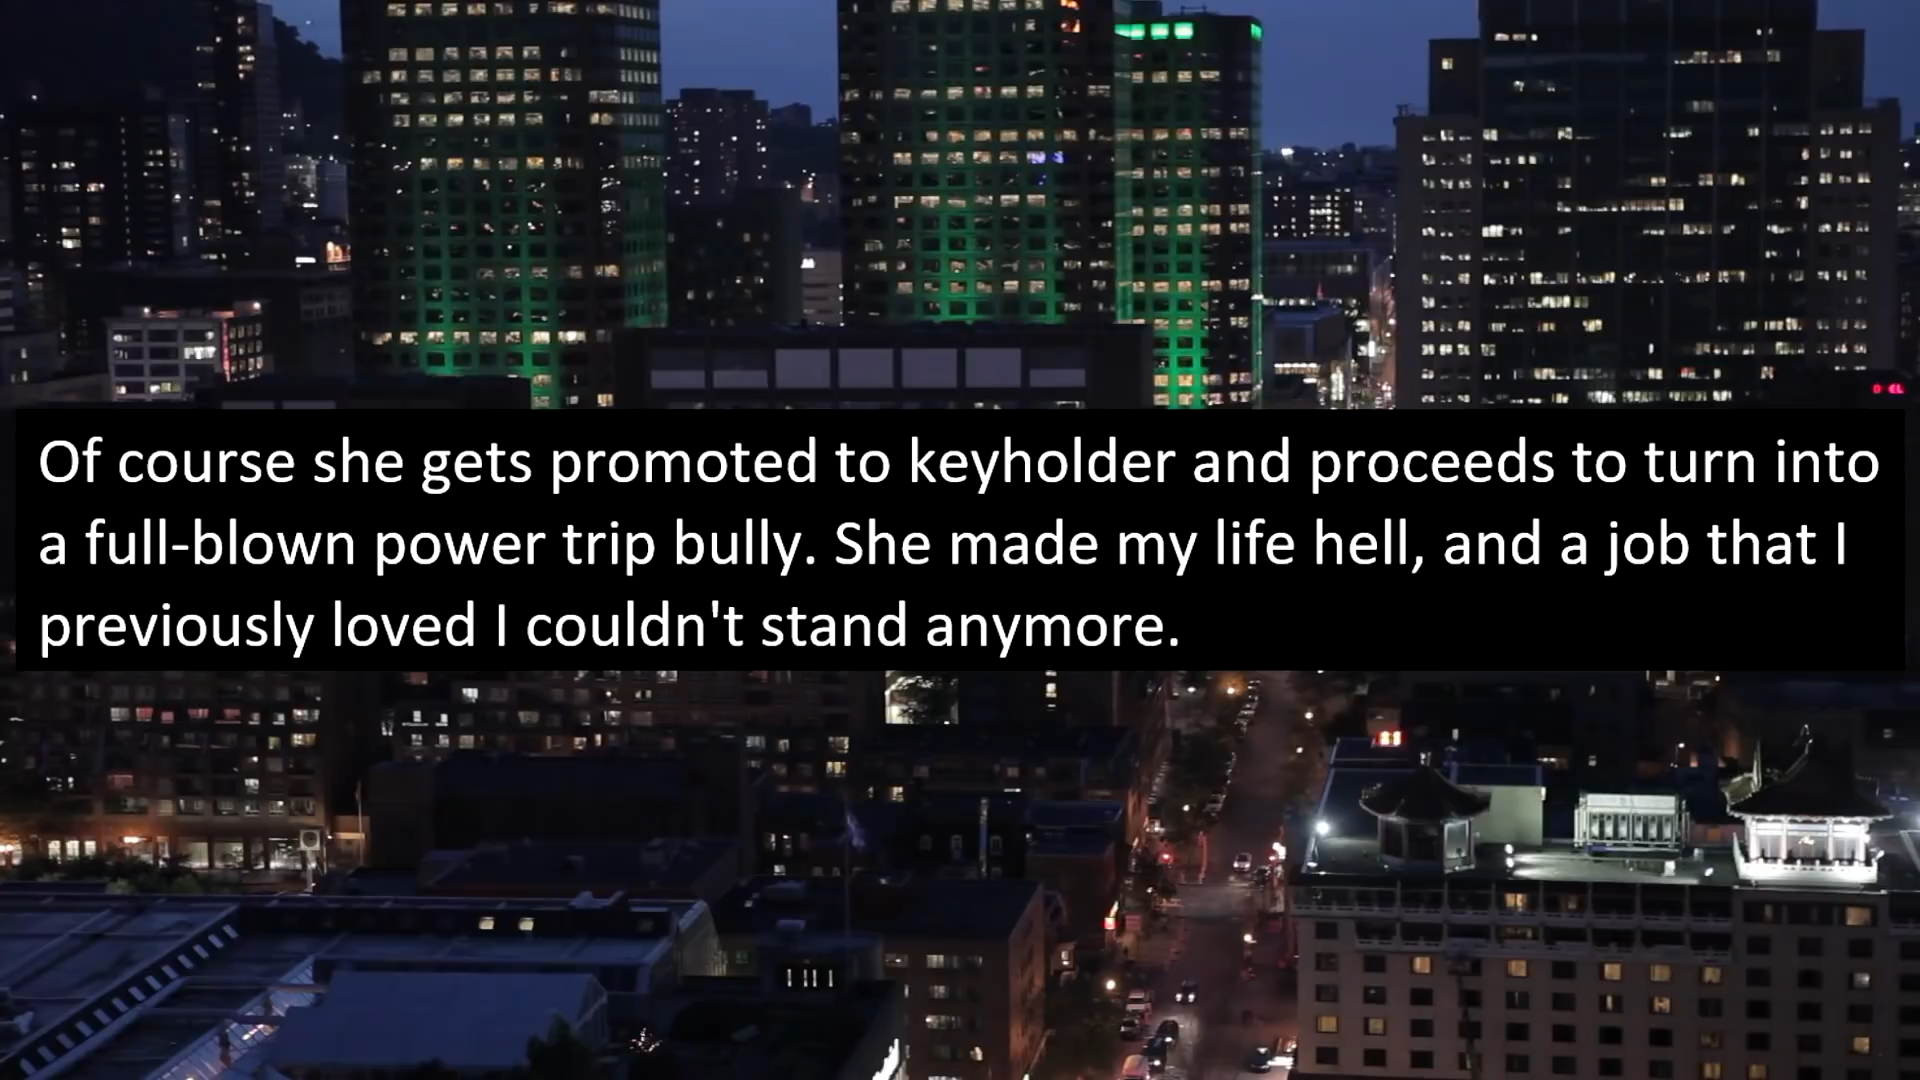 Of course she gets promoted to keyholder and proceeds to turn into
a full-blown power trip bully. She made my life hell, and a job that I
previously loved I couldn't stand anymore.